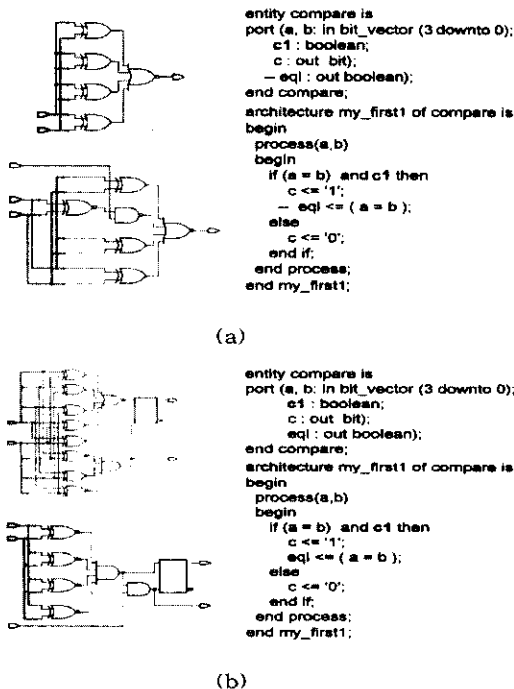 entity compare is
port (a, b: in bit_vector (3 downto 0);
c1 : boolean;
c : out bit);
-- eql : out boolean);
end compare;
architecture my_first1 of compare is
begin
process(a,b)
begin
if (a = b) and c1 then
c <= '1';
-- eql <= ( a = b );
else
c <= '0';
end if;
end process;
end my_first1;
(a)
entity compare is
port (a, b: in bit_vector (3 downto 0);
c1 : boolean;
c : out bit);
eql : out boolean);
end compare;
architecture my_first1 of compare is
begin
process(a,b)
begin
if (a = b) and c1 then
c <= '1';
eql <= ( a = b );
else
c <= '0';
end if;
end process;
end my_first1;
(b)